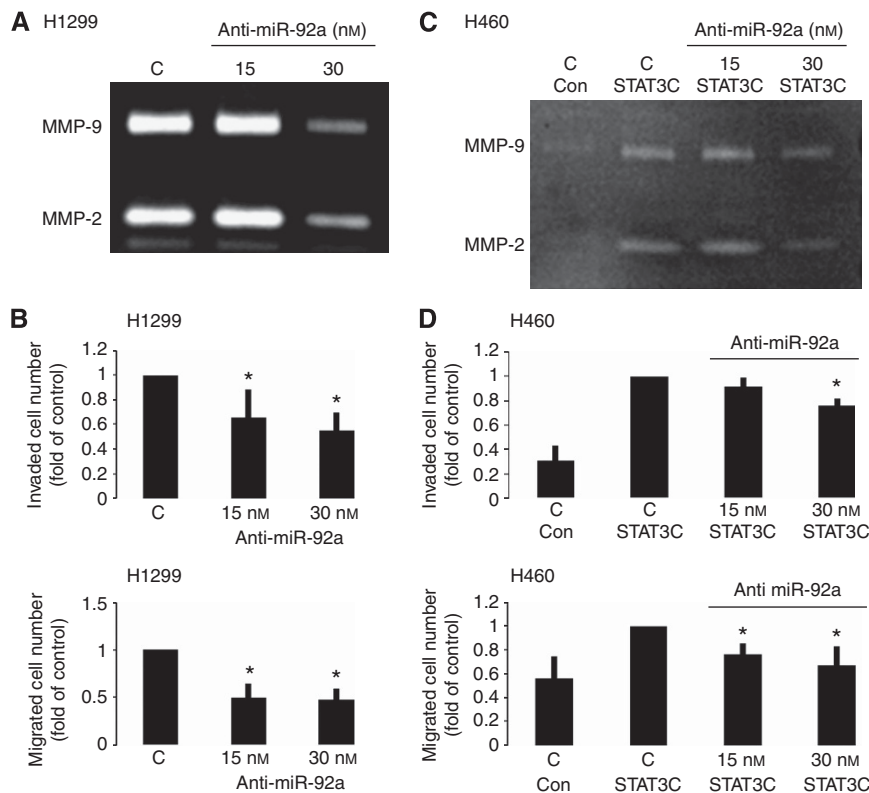 A H1299
Anti-miR-92a (nM)
C 15 30
MMP-9
MMP-2
B H1299
Invaded cell number
(fold of control)
1.2
1
0.8
0.6
0.4
0.2
0
* *
C 15 nM 30 nM
Anti-miR-92a
H1299
Migrated cell number
(fold of control)
1.5
1
0.5
0
* *
C 15 nM 30 nM
Anti-miR-92a
C H460
Anti-miR-92a (nM)
C C 15 30
Con STAT3C STAT3C STAT3C
MMP-9
MMP-2
D H460
Anti-miR-92a
Invaded cell number
(fold of control)
1.2
1
0.8
0.6
0.4
0.2
0
*
C C 15 nM 30 nM
Con STAT3C STAT3C STAT3C
H460
Anti miR-92a
Migrated cell number
(fold of control)
1.2
1
0.8
0.6
0.4
0.2
0
* *
C C 15 nM 30 nM
Con STAT3C STAT3C STAT3C